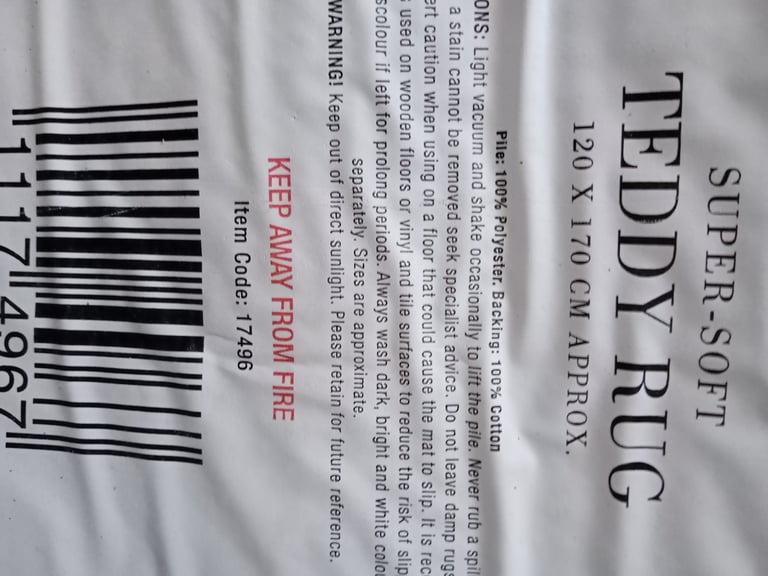 SUPER-SOFT
TEDDY RUG
120 X 170 CM APPROX.
Pile: 100% Polyester. Backing: 100% Cotton
ONS: Light vacuum and shake occasionally to lift the pile. Never rub a spil
a stain cannot be removed seek specialist advice. Do not leave damp rugs
ert caution when using on a floor that could cause the mat to slip. It is rec
used on wooden floors or vinyl and tile surfaces to reduce the risk of slip
scolour if left for prolong periods. Always wash dark, bright and white colou
separately. Sizes are approximate.
WARNING! Keep out of direct sunlight. Please retain for future reference.
KEEP AWAY FROM FIRE
Item Code: 17496
1117 4967